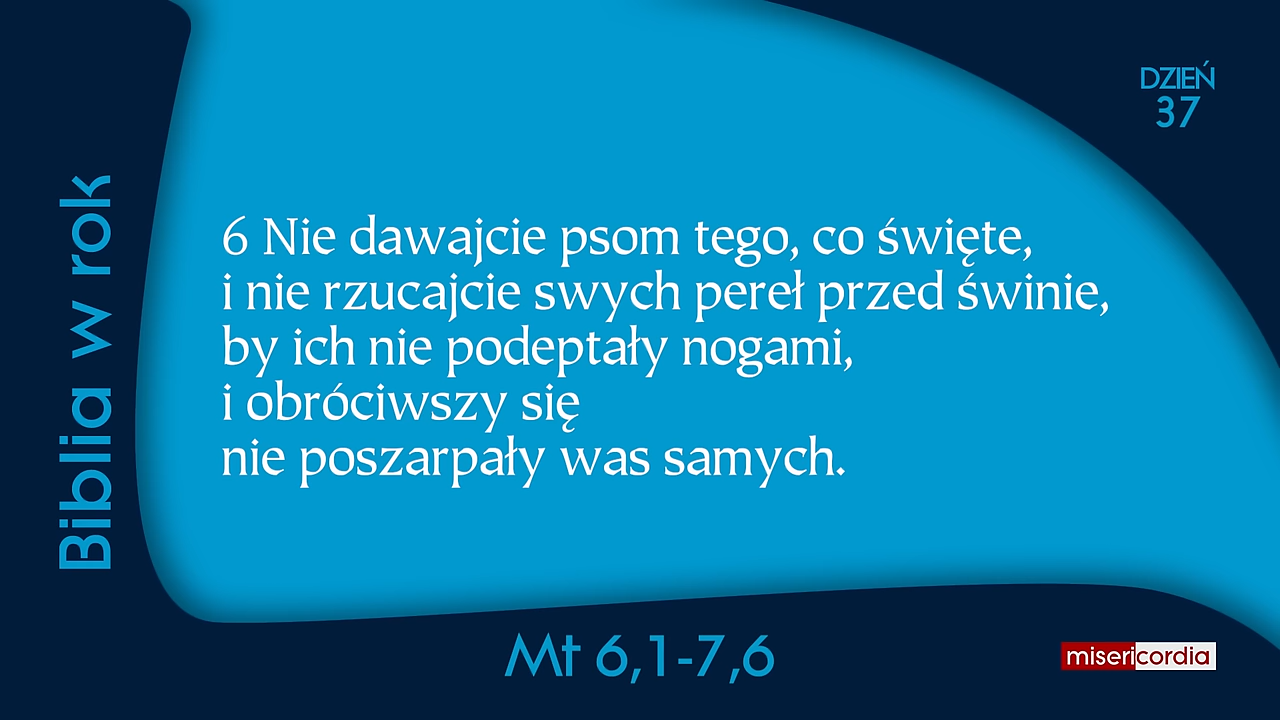 DZIEŃ
37
Biblia w rok
6 Nie dawajcie psom tego, co święte,
i nie rzucajcie swych pereł przed świnie,
by ich nie podeptały nogami,
i obróciwszy się
nie poszarpały was samych.
Mt 6,1-7,6
misericordia